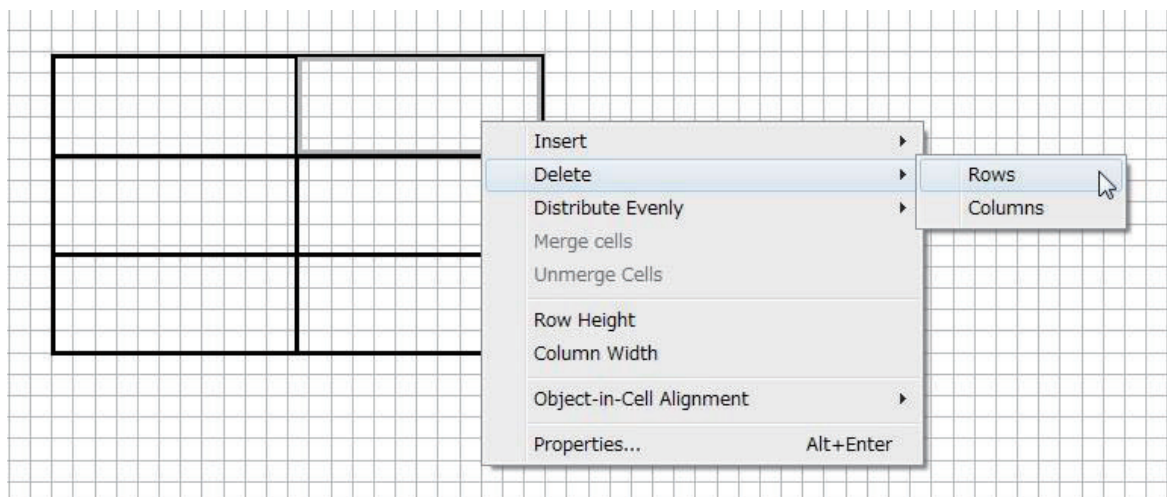 Insert
Delete
Rows
Distribute Evenly
Columns
Merge cells
Unmerge Cells
Row Height
Column Width
Object-in-Cell Alignment
Properties... Alt+Enter